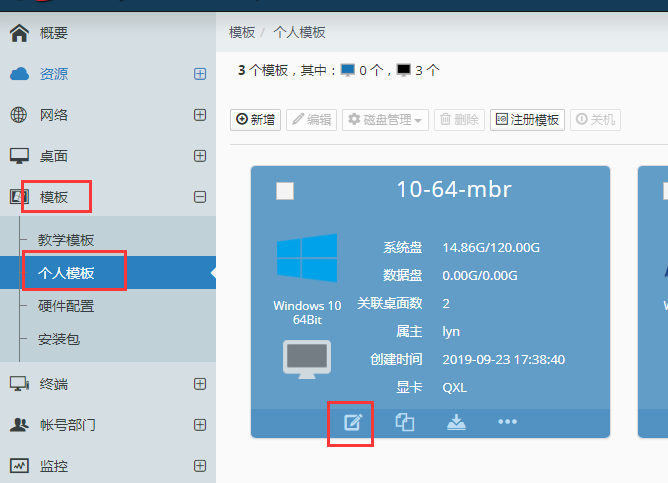 概要
资源
网络
桌面
模板
教学模板
个人模板
硬件配置
安装包
终端
帐号部门
监控
模板 / 个人模板
3 个模板，其中： 0 个， 3 个
新增 编辑 磁盘管理 删除 注册模板 关机
10-64-mbr
Windows 10
64Bit
系统盘 14.86G/120.00G
数据盘 0.00G/0.00G
关联桌面数 2
属主 lyn
创建时间 2019-09-23 17:38:40
显卡 QXL